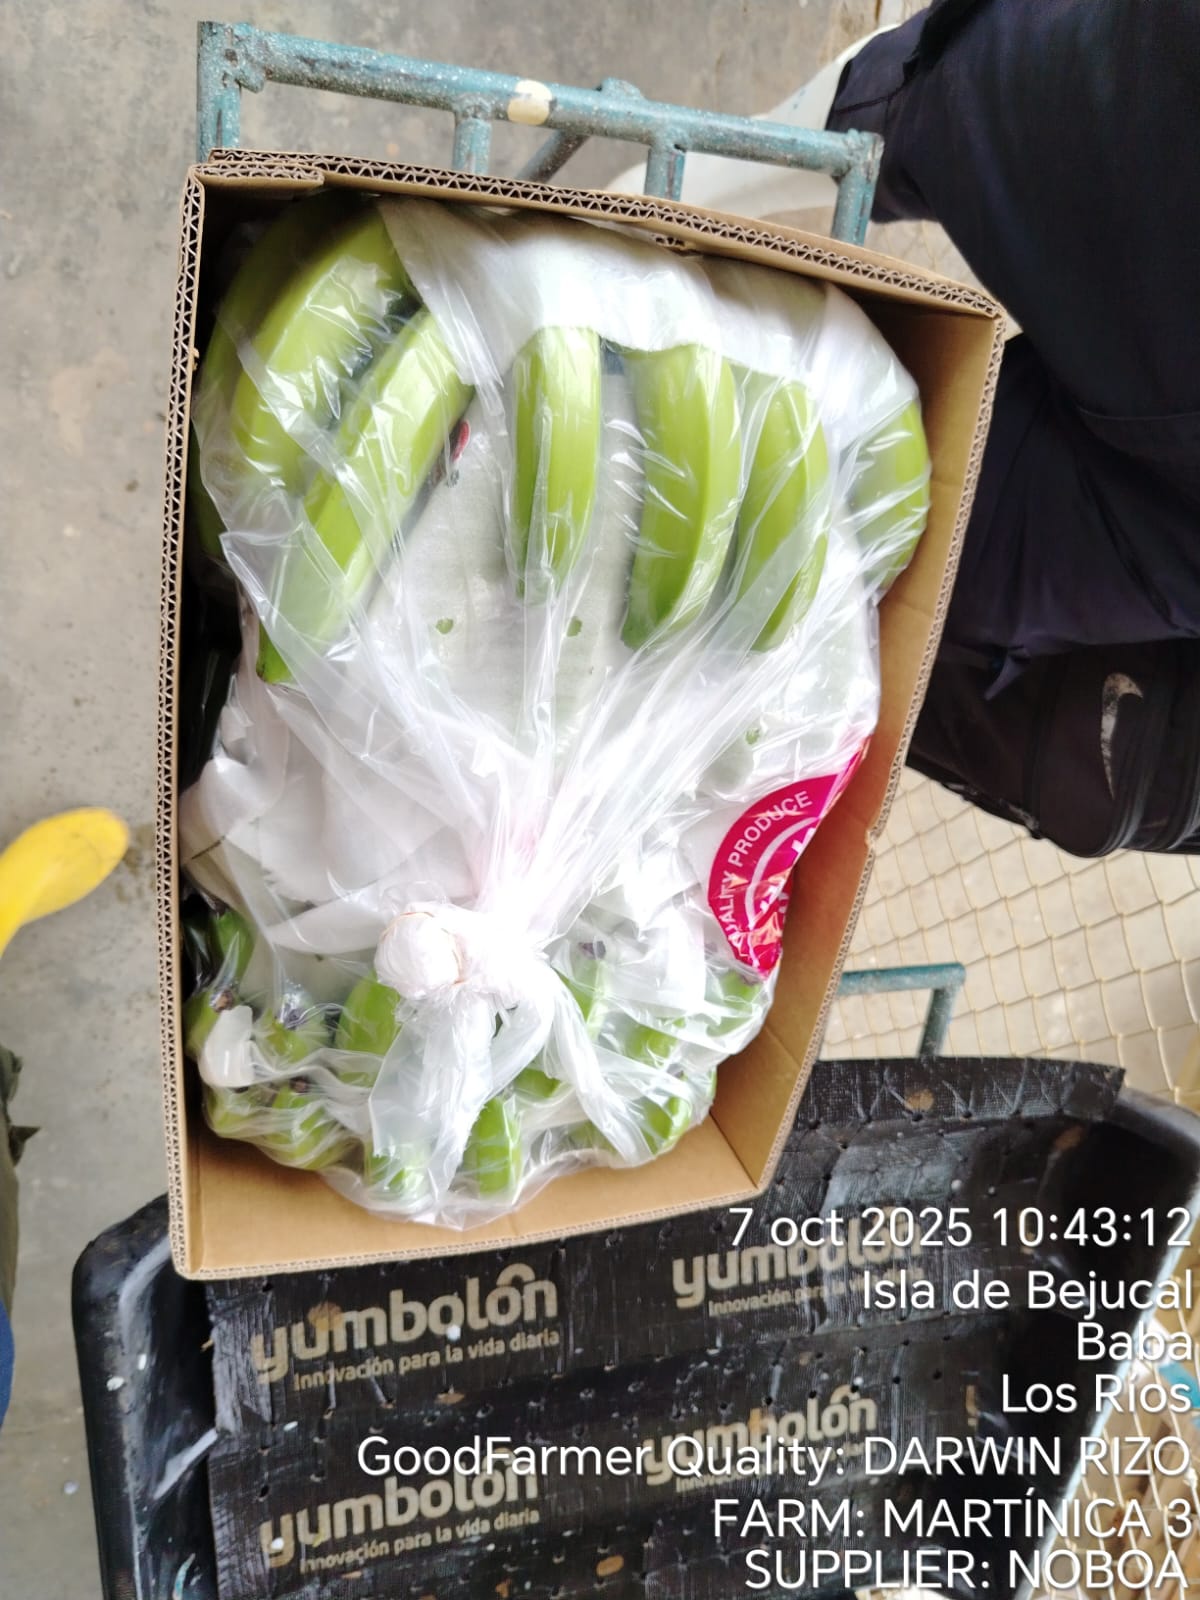 QUALITY PRODUCE
yumbolón
Innovación para la vida diaria
yumbolón
Innovación para la vida diaria
yumbolón
Innovación para la vida diaria
yumbolón
7 oct 2025 10:43:12
Isla de Bejucal
Baba
Los Ríos
GoodFarmer Quality: DARWIN RIZO
FARM: MARTÍNICA 3
SUPPLIER: NOBOA